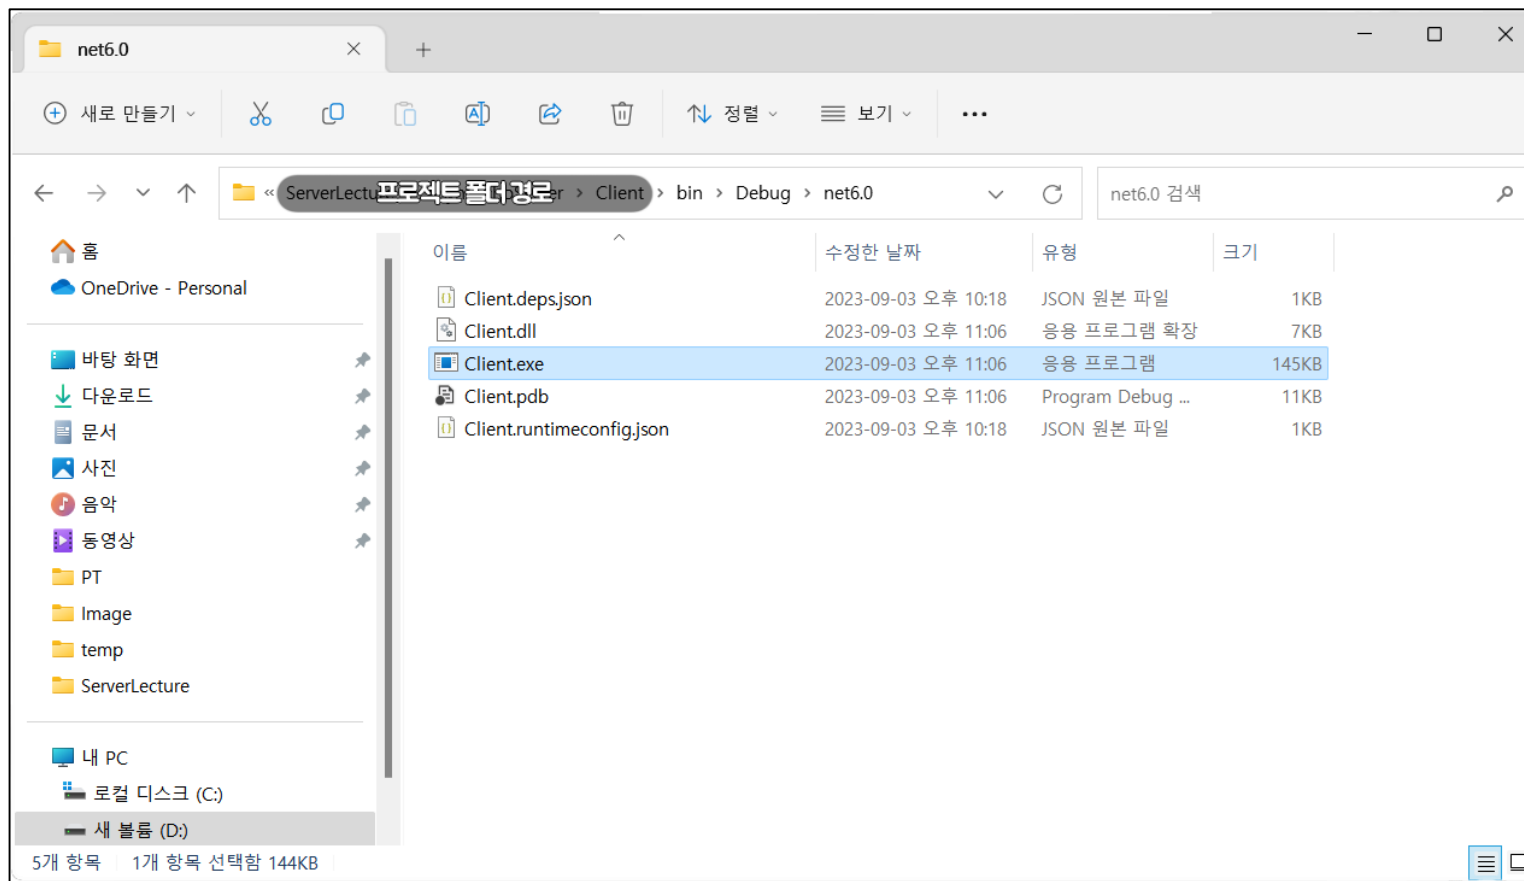 net6.0
새로 만들기 정렬 보기
« ServerLectu 프로젝트 폴더 경로 er > Client > bin > Debug > net6.0 net6.0 검색
이름 수정한 날짜 유형 크기
홈
OneDrive - Personal
바탕 화면
다운로드
문서
사진
음악
동영상
PT
Image
temp
ServerLecture
내 PC
로컬 디스크 (C:)
새 볼륨 (D:)
Client.deps.json 2023-09-03 오후 10:18 JSON 원본 파일 1KB
Client.dll 2023-09-03 오후 11:06 응용 프로그램 확장 7KB
Client.exe 2023-09-03 오후 11:06 응용 프로그램 145KB
Client.pdb 2023-09-03 오후 11:06 Program Debug ... 11KB
Client.runtimeconfig.json 2023-09-03 오후 10:18 JSON 원본 파일 1KB
5개 항목 1개 항목 선택함 144KB